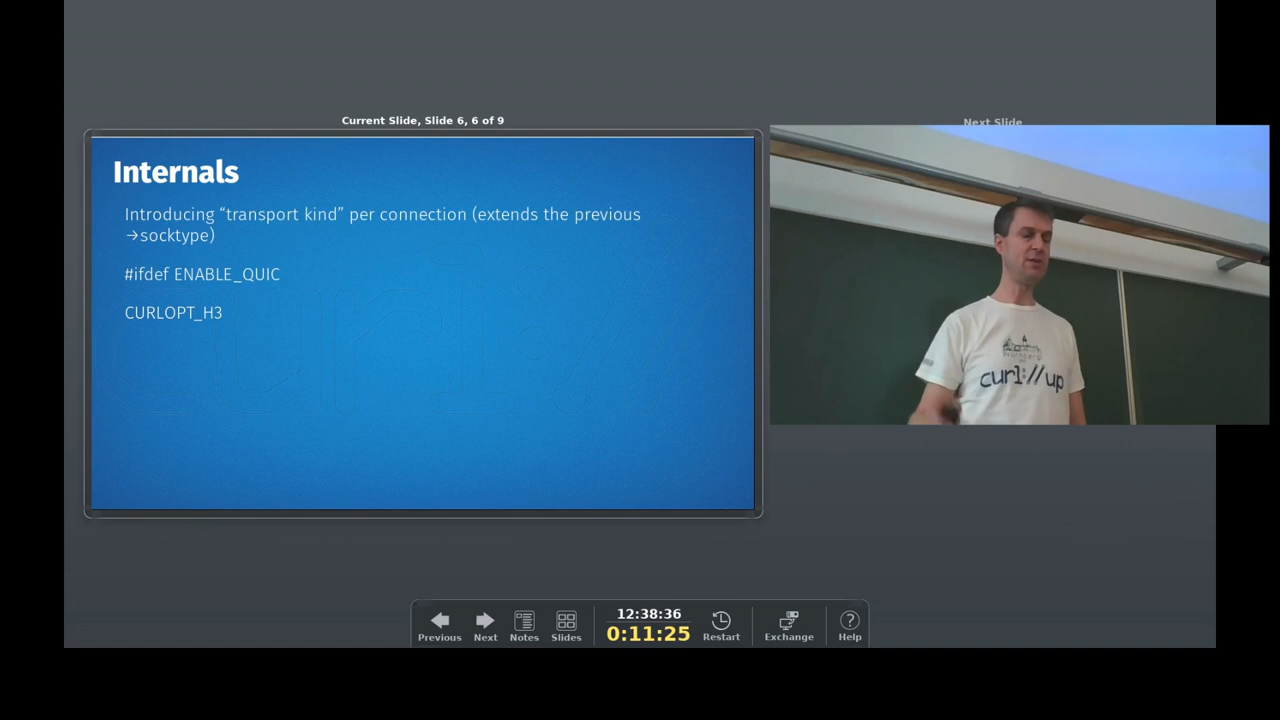 Current Slide, Slide 6, 6 of 9
Next Slide
Internals
Introducing “transport kind” per connection (extends the previous
→socktype)
#ifdef ENABLE_QUIC
CURLOPT_H3
Nürnberg
curl://up
Previous
Next
Notes
Slides
12:38:36
0:11:25
Restart
Exchange
Help